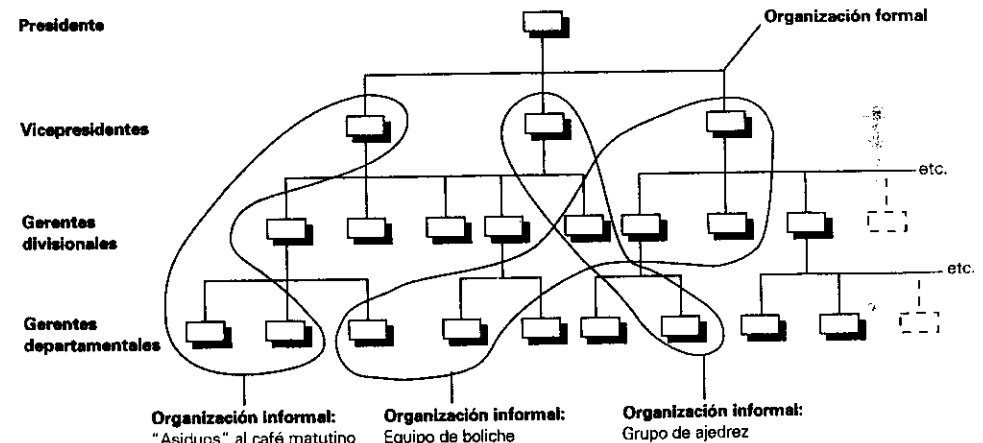 Presidente
Organización formal
Vicepresidentes
etc.
Gerentes
divisionales
etc.
Gerentes
departamentales
Organización informal:
"Asiduos" al café matutino
Organización informal:
Equipo de boliche
Organización informal:
Grupo de ajedrez